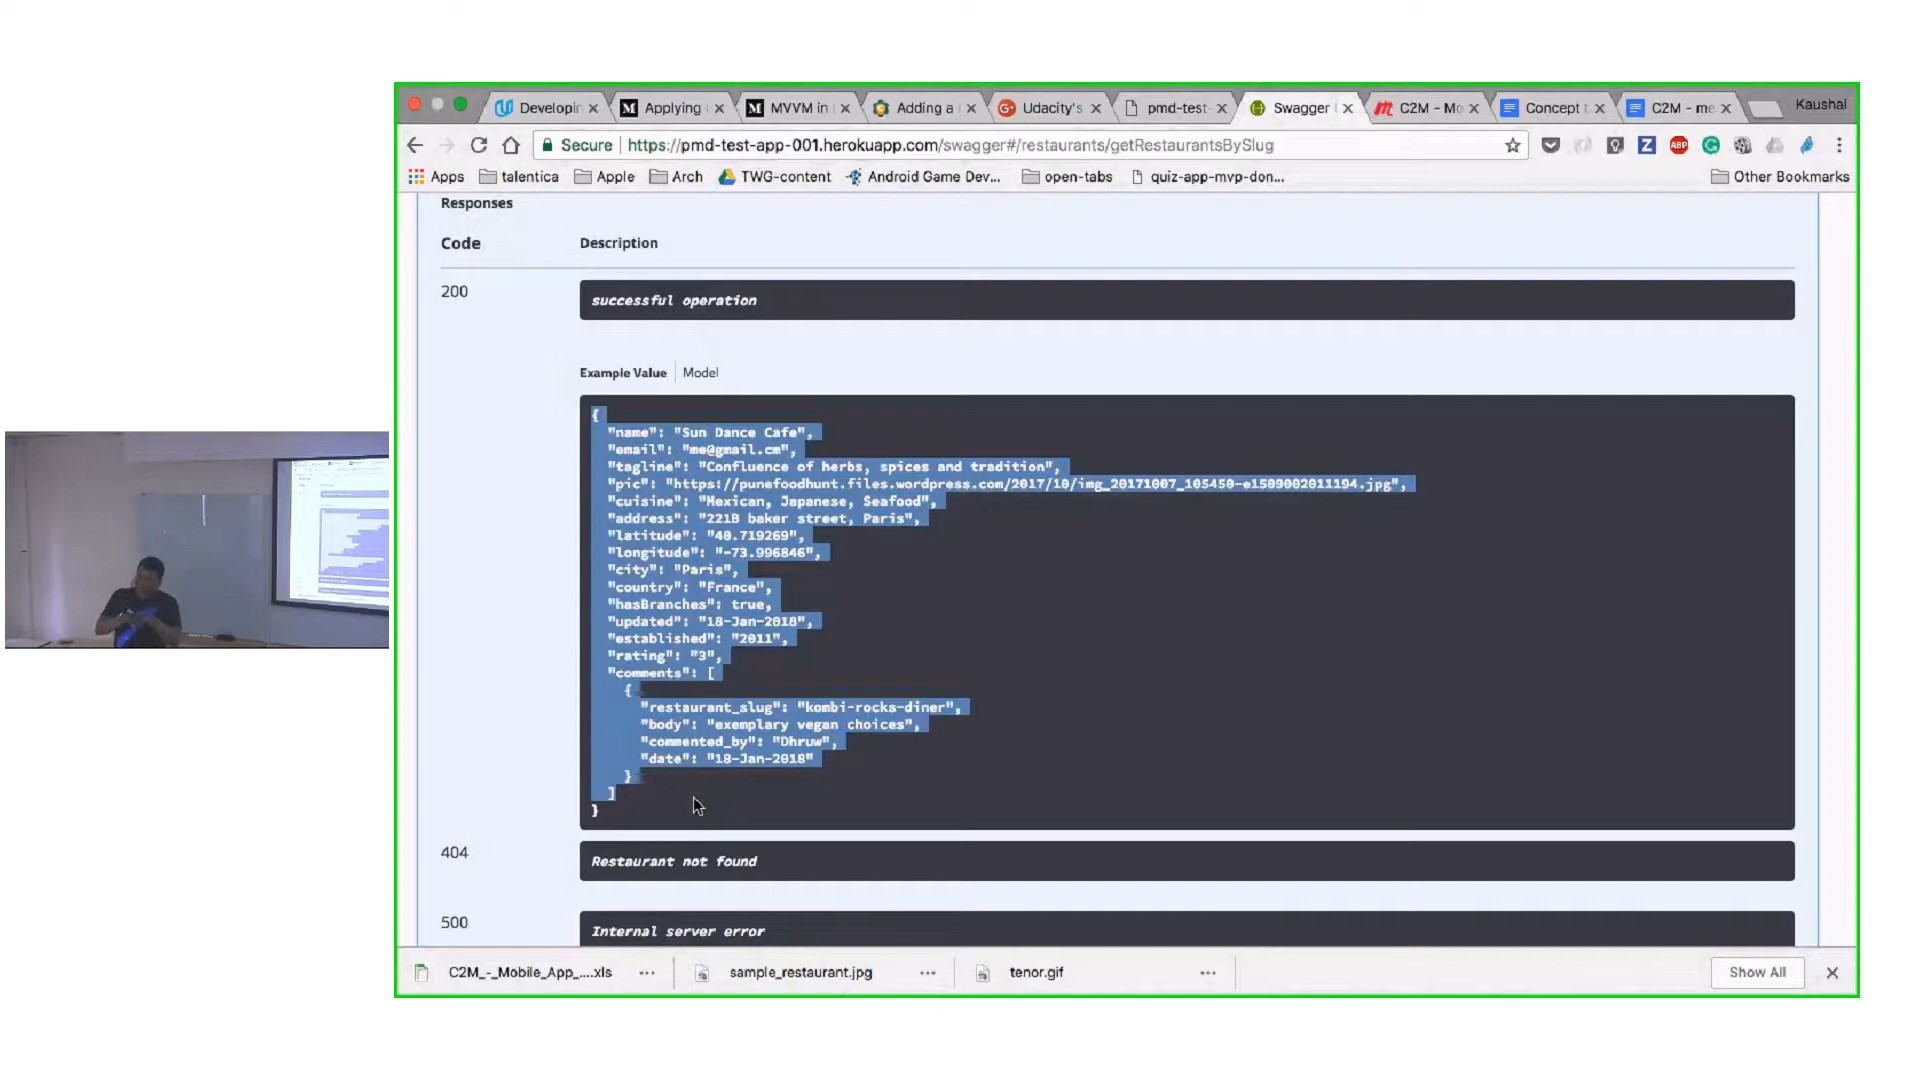 Developin
Applying
MVVM in
Adding a
Udacity's
pmd-test-
Swagger
C2M - Mo
Concept t
C2M - me
Kaushal
Secure
https://pmd-test-app-001.herokuapp.com/swagger#/restaurants/getRestaurantsBySlug
Apps
talentica
Apple
Arch
TWG-content
Android Game Dev...
open-tabs
quiz-app-mvp-don...
Other Bookmarks
Responses
Code
Description
200
successful operation
Example Value
Model
{
"name": "Sun Dance Cafe",
"email": "me@gmail.cm",
"tagline": "Confluence of herbs, spices and tradition",
"pic": "https://punefoodhunt.files.wordpress.com/2017/10/img_20171007_105450-e1509002011194.jpg",
"cuisine": "Mexican, Japanese, Seafood",
"address": "221B baker street, Paris",
"latitude": "40.719269",
"longitude": "-73.996846",
"city": "Paris",
"country": "France",
"hasBranches": true,
"updated": "18-Jan-2018",
"established": "2011",
"rating": "3",
"comments": [
{
"restaurant_slug": "kombi-rocks-diner",
"body": "exemplary vegan choices",
"commented_by": "Dhruw",
"date": "18-Jan-2018"
}
]
}
404
Restaurant not found
500
Internal server error
C2M_-_Mobile_App_....xls
sample_restaurant.jpg
tenor.gif
Show All